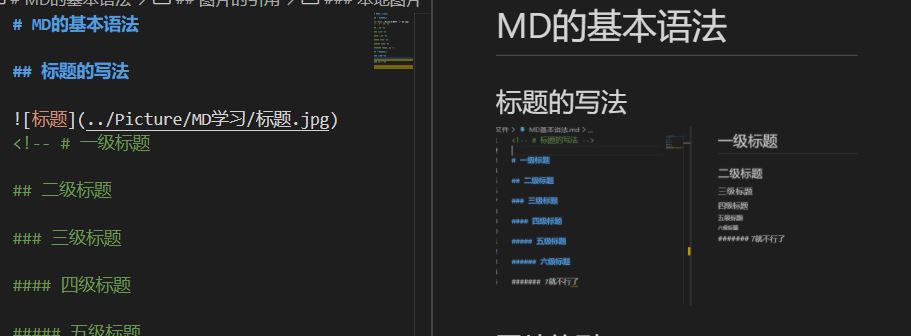 # MD的基本语法 > ## 图片的引用 > ### 本地图片
# MD的基本语法
## 标题的写法
![标题](../Picture/MD学习/标题.jpg)
<!-- # 一级标题
## 二级标题
### 三级标题
#### 四级标题
##### 五级标题
MD的基本语法
标题的写法
文件 > MD基本语法.md > ...
<!-- # 标题的写法 -->
# 一级标题
## 二级标题
### 三级标题
#### 四级标题
##### 五级标题
###### 六级标题
####### 7就不行了
一级标题
二级标题
三级标题
四级标题
五级标题
六级标题
####### 7就不行了